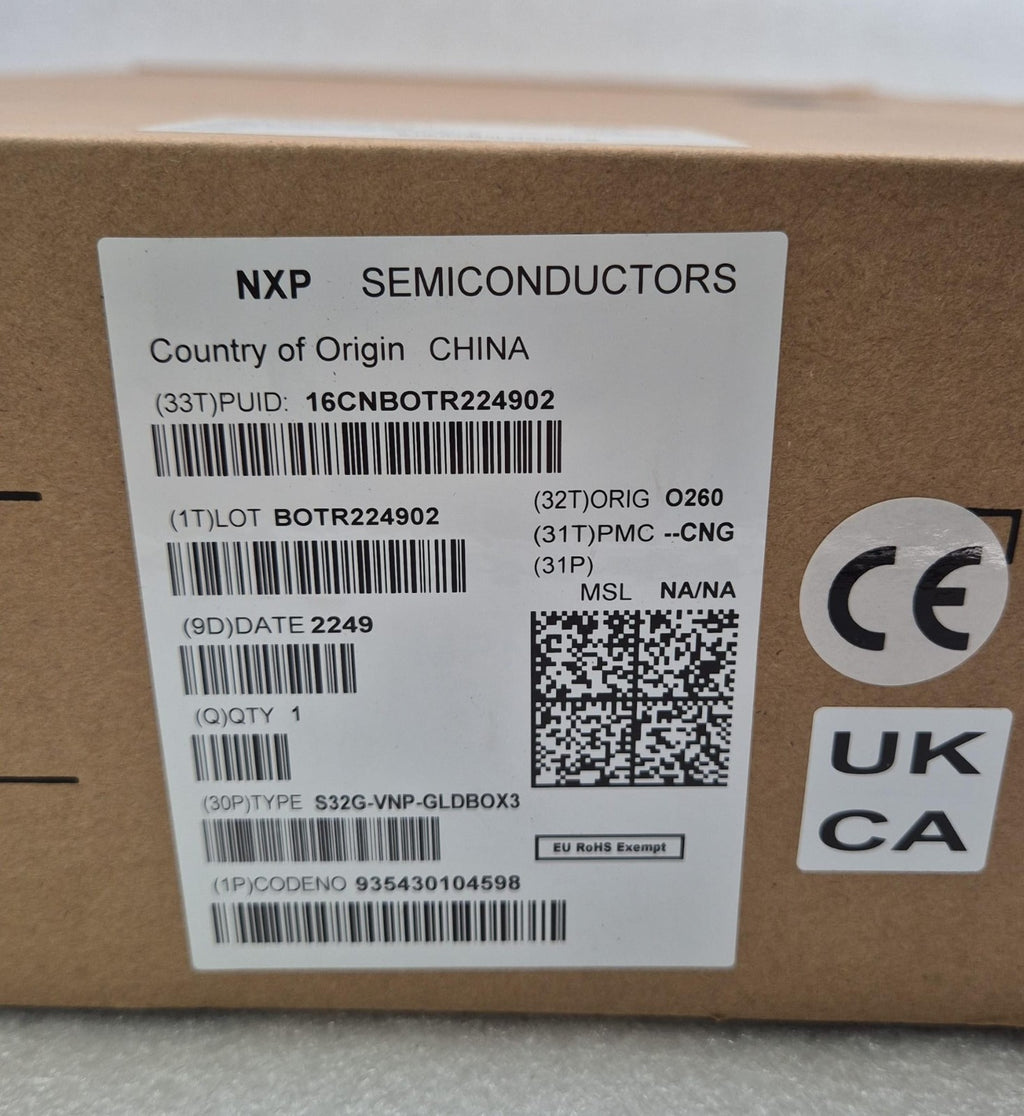 NXP SEMICONDUCTORS
Country of Origin CHINA
(33T)PUID: 16CNBOTR224902
(1T)LOT BOTR224902
(32T)ORIG O260
(31T)PMC --CNG
(31P)
MSL NA/NA
(9D)DATE 2249
(Q)QTY 1
(30P)TYPE S32G-VNP-GLDBOX3
EU RoHS Exempt
(1P)CODENO 935430104598
CE
UK
CA